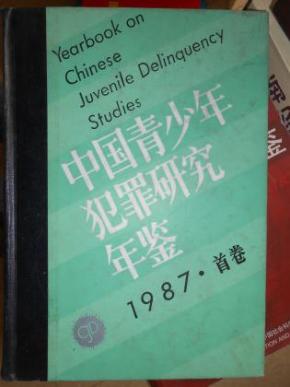 Yearbook on
Chinese
Juvenile Delinquency
Studies
中国青少年
犯罪研究
年鉴
1987·首卷